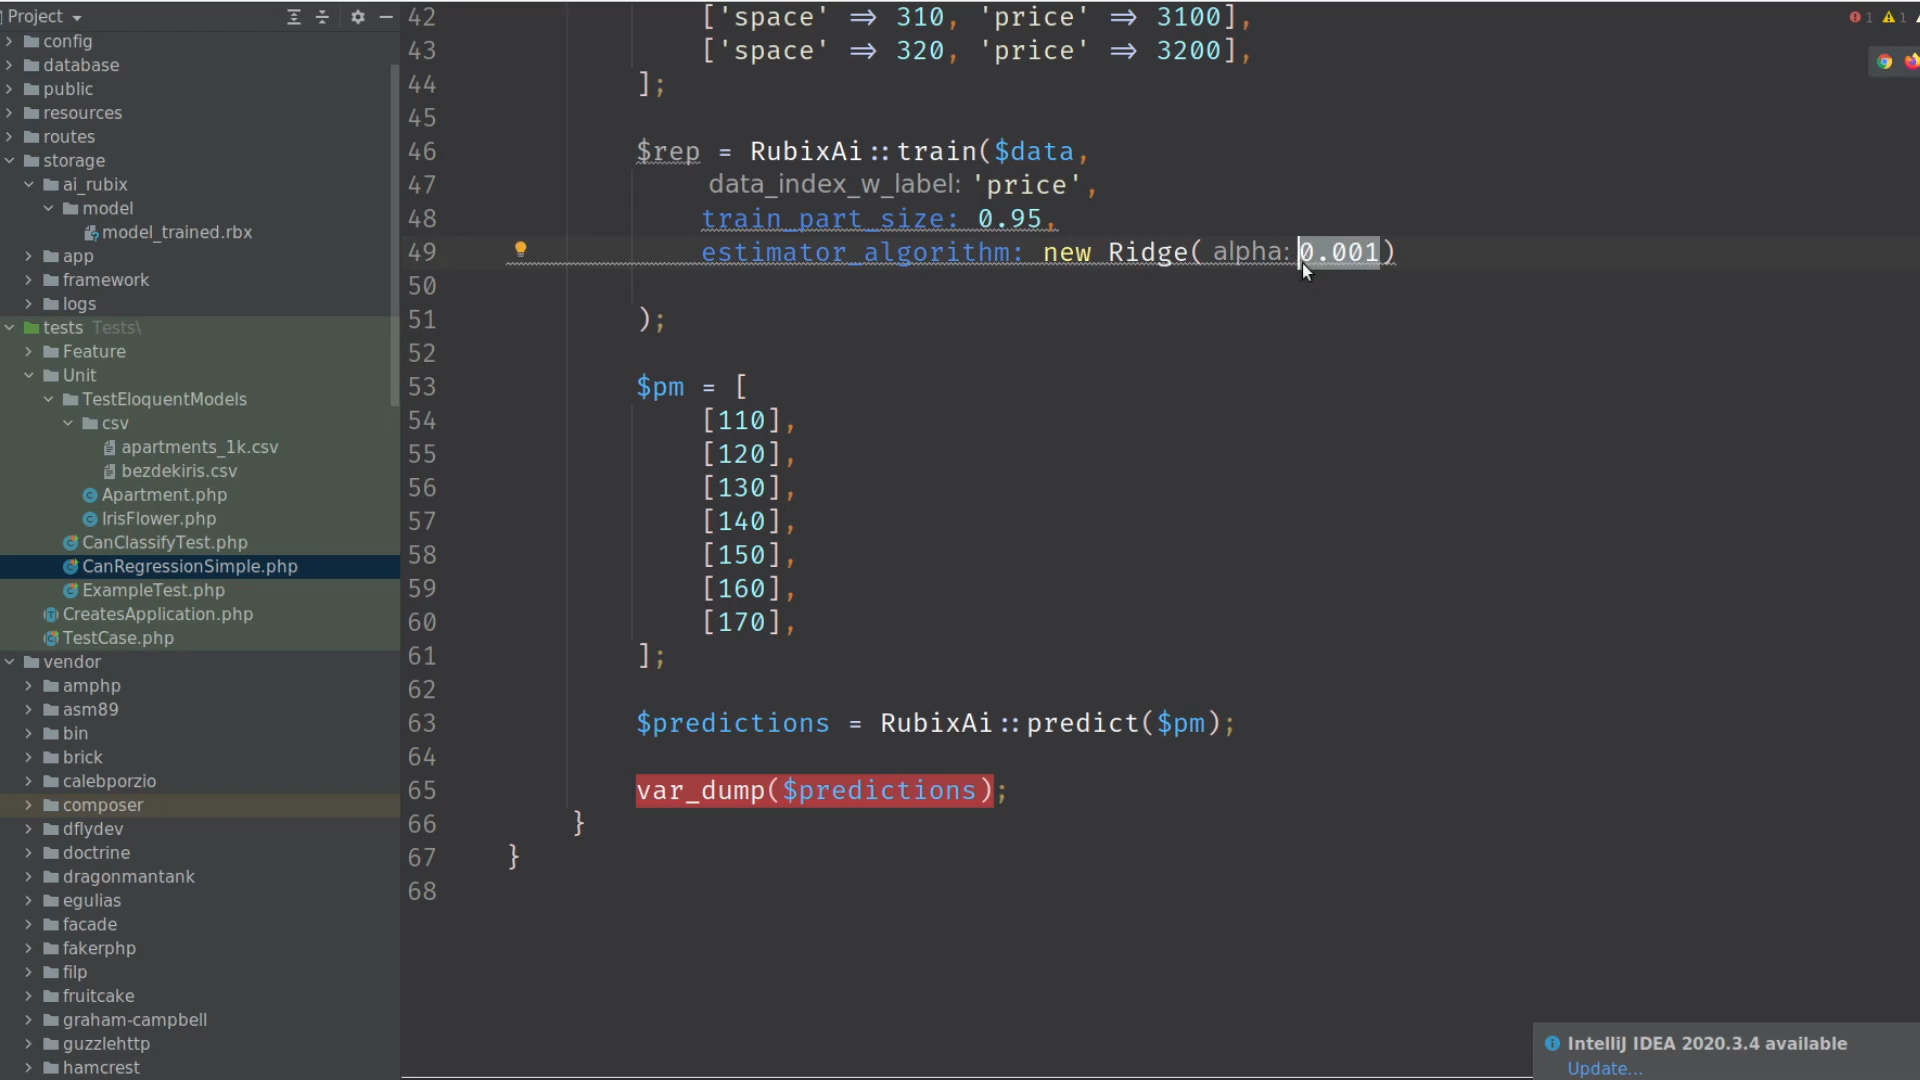 Project
config
database
public
resources
routes
storage
ai_rubix
model
model_trained.rbx
app
framework
logs
tests Tests\
Feature
Unit
TestEloquentModels
csv
apartments_1k.csv
bezdekiris.csv
Apartment.php
IrisFlower.php
CanClassifyTest.php
CanRegressionSimple.php
ExampleTest.php
CreatesApplication.php
TestCase.php
vendor
amphp
asm89
bin
brick
calebporzio
composer
dflydev
doctrine
dragonmantank
egulias
facade
fakerphp
filp
fruitcake
graham-campbell
guzzlehttp
hamcrest
42 ['space' => 310, 'price' => 3100],
43 ['space' => 320, 'price' => 3200],
44 ];
45
46 $rep = RubixAi::train($data,
47 data_index_w_label: 'price',
48 train_part_size: 0.95,
49 estimator_algorithm: new Ridge( alpha: 0.001)
50
51 );
52
53 $pm = [
54 [110],
55 [120],
56 [130],
57 [140],
58 [150],
59 [160],
60 [170],
61 ];
62
63 $predictions = RubixAi::predict($pm);
64
65 var_dump($predictions);
66 }
67 }
68
1 1
IntelliJ IDEA 2020.3.4 available
Update...